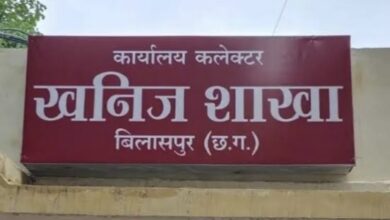 कार्यालय कलेक्टर
खनिज शाखा
बिलासपुर (छ.ग.)